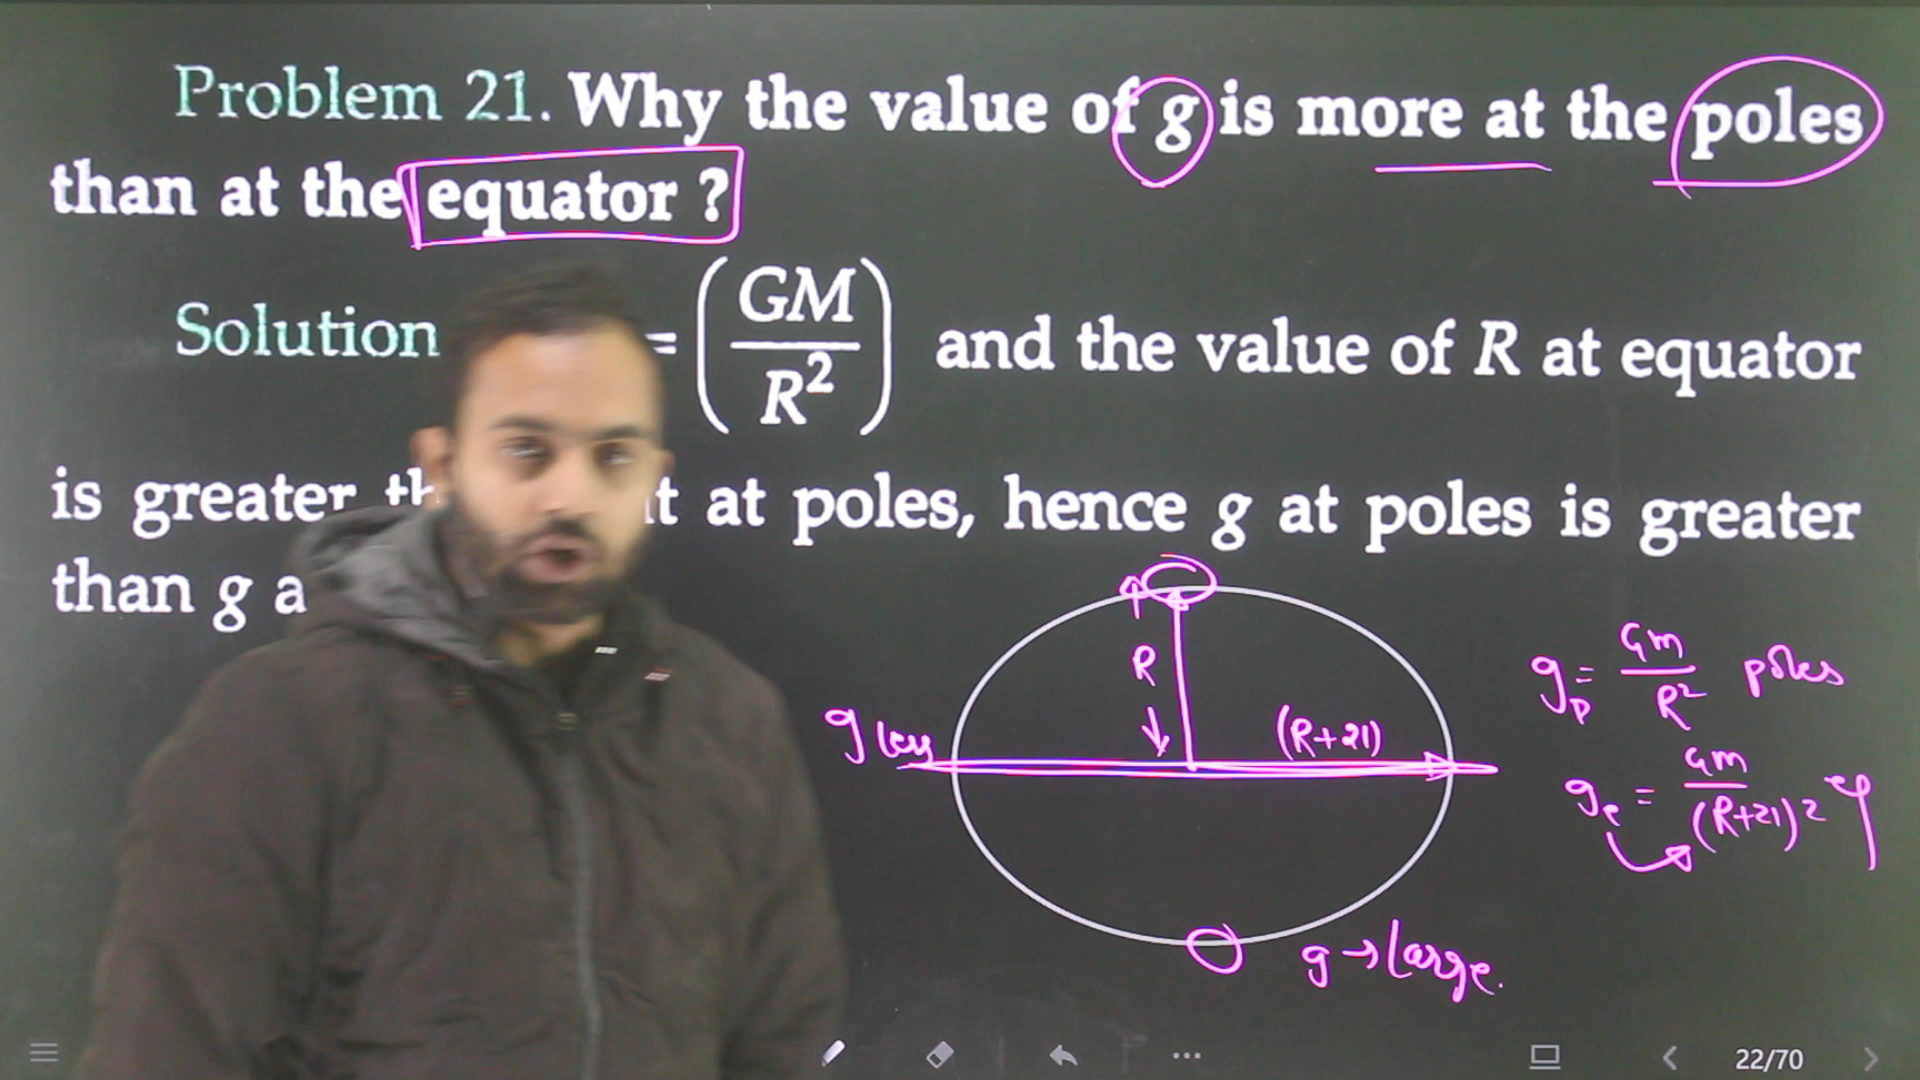 Problem 21. Why the value of g is more at the poles
than at the equator ?
Solution = (GM/R²) and the value of R at equator
is greater t at poles, hence g at poles is greater
than g a
R
g less
(R+21)
g_p = GM/R² poles
g_e = GM/(R+21)²
g → large.
22/70